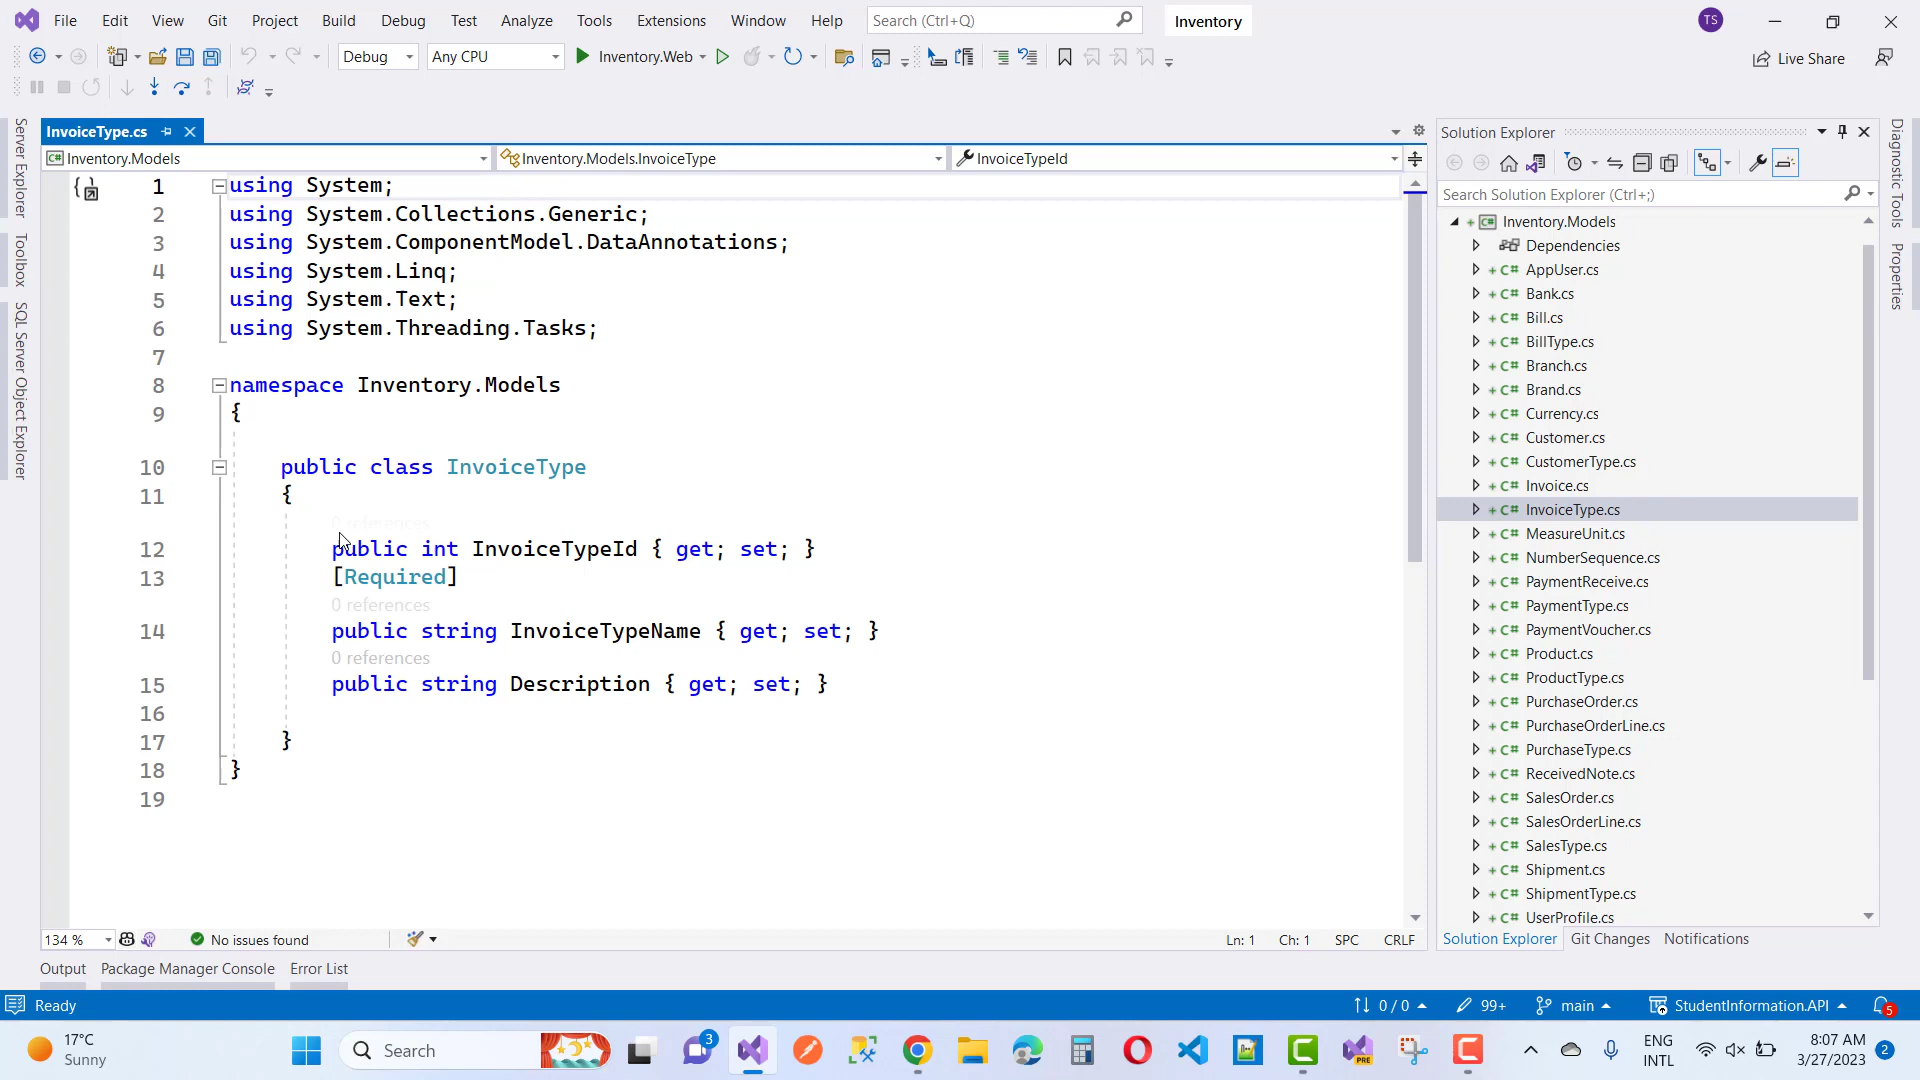 File Edit View Git Project Build Debug Test Analyze Tools Extensions Window Help Search (Ctrl+Q) Inventory TS
Debug Any CPU Inventory.Web Live Share
InvoiceType.cs
Inventory.Models Inventory.Models.InvoiceType InvoiceTypeId
1 using System;
2 using System.Collections.Generic;
3 using System.ComponentModel.DataAnnotations;
4 using System.Linq;
5 using System.Text;
6 using System.Threading.Tasks;
7
8 namespace Inventory.Models
9 {
10 public class InvoiceType
11 {
0 references
12 public int InvoiceTypeId { get; set; }
13 [Required]
0 references
14 public string InvoiceTypeName { get; set; }
0 references
15 public string Description { get; set; }
16
17 }
18 }
19
134 % No issues found Ln: 1 Ch: 1 SPC CRLF
Server Explorer
Toolbox
SQL Server Object Explorer
Solution Explorer
Search Solution Explorer (Ctrl+;)
Inventory.Models
Dependencies
C# AppUser.cs
C# Bank.cs
C# Bill.cs
C# BillType.cs
C# Branch.cs
C# Brand.cs
C# Currency.cs
C# Customer.cs
C# CustomerType.cs
C# Invoice.cs
C# InvoiceType.cs
C# MeasureUnit.cs
C# NumberSequence.cs
C# PaymentReceive.cs
C# PaymentType.cs
C# PaymentVoucher.cs
C# Product.cs
C# ProductType.cs
C# PurchaseOrder.cs
C# PurchaseOrderLine.cs
C# PurchaseType.cs
C# ReceivedNote.cs
C# SalesOrder.cs
C# SalesOrderLine.cs
C# SalesType.cs
C# Shipment.cs
C# ShipmentType.cs
C# UserProfile.cs
Solution Explorer Git Changes Notifications
Diagnostic Tools
Properties
Output Package Manager Console Error List
Ready 0 / 0 99+ main StudentInformation.API 5
17°C
Sunny
Search
3
PRE
ENG
INTL
8:07 AM
3/27/2023
2